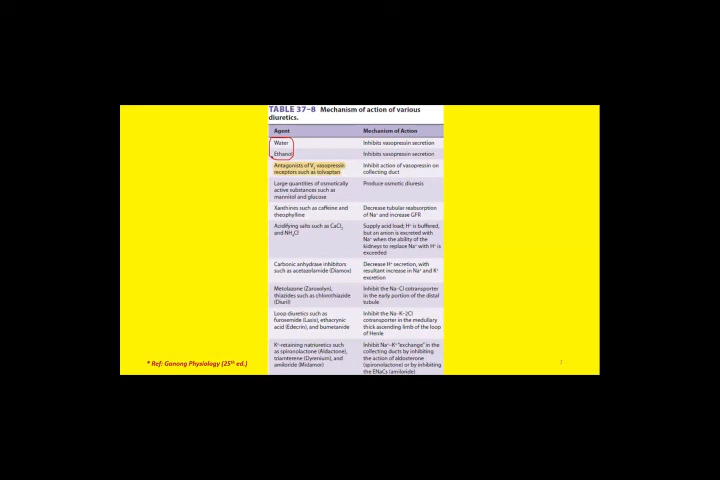 TABLE 37–8 Mechanism of action of various
diuretics.
Agent Mechanism of Action
Water Inhibits vasopressin secretion
Ethanol Inhibits vasopressin secretion
Antagonists of V2 vasopressin Inhibit action of vasopressin on
receptors such as tolvaptan collecting duct
Large quantities of osmotically Produce osmotic diuresis
active substances such as
mannitol and glucose
Xanthines such as caffeine and Decrease tubular reabsorption
theophylline of Na+ and increase GFR
Acidifying salts such as CaCl2 Supply acid load; H+ is buffered,
and NH4Cl but an anion is excreted with
Na+ when the ability of the
kidneys to replace Na+ with H+ is
exceeded
Carbonic anhydrase inhibitors Decrease H+ secretion, with
such as acetazolamide (Diamox) resultant increase in Na+ and K+
excretion
Metolazone (Zaroxolyn), Inhibit the Na–Cl cotransporter
thiazides such as chlorothiazide in the early portion of the distal
(Diuril) tubule
Loop diuretics such as Inhibit the Na–K–2Cl
furosemide (Lasix), ethacrynic cotransporter in the medullary
acid (Edecrin), and bumetanide thick ascending limb of the loop
of Henle
K+-retaining natriuretics such Inhibit Na+–K+ "exchange" in the
as spironolactone (Aldactone), collecting ducts by inhibiting
triamterene (Dyrenium), and the action of aldosterone
amiloride (Midamor) (spironolactone) or by inhibiting
the ENaCs (amiloride)
* Ref: Ganong Physiology (25th ed.)
7